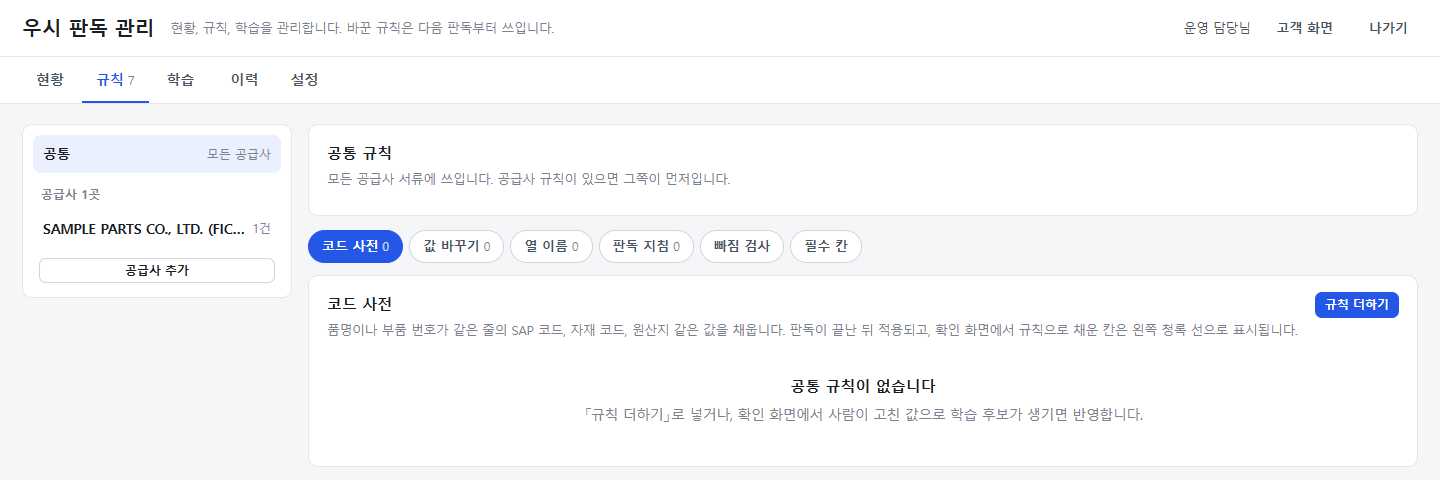 우시 판독 관리 현황, 규칙, 학습을 관리합니다. 바꾼 규칙은 다음 판독부터 쓰입니다. 운영 담당님 고객 화면 나가기
현황 규칙 7 학습 이력 설정
공통 모든 공급사
공급사 1곳
SAMPLE PARTS CO., LTD. (FIC... 1건
공급사 추가
공통 규칙
모든 공급사 서류에 쓰입니다. 공급사 규칙이 있으면 그쪽이 먼저입니다.
코드 사전 0 값 바꾸기 0 열 이름 0 판독 지침 0 빠짐 검사 필수 칸
코드 사전 규칙 더하기
품명이나 부품 번호가 같은 줄의 SAP 코드, 자재 코드, 원산지 같은 값을 채웁니다. 판독이 끝난 뒤 적용되고, 확인 화면에서 규칙으로 채운 칸은 왼쪽 청록 선으로 표시됩니다.
공통 규칙이 없습니다
「규칙 더하기」로 넣거나, 확인 화면에서 사람이 고친 값으로 학습 후보가 생기면 반영합니다.